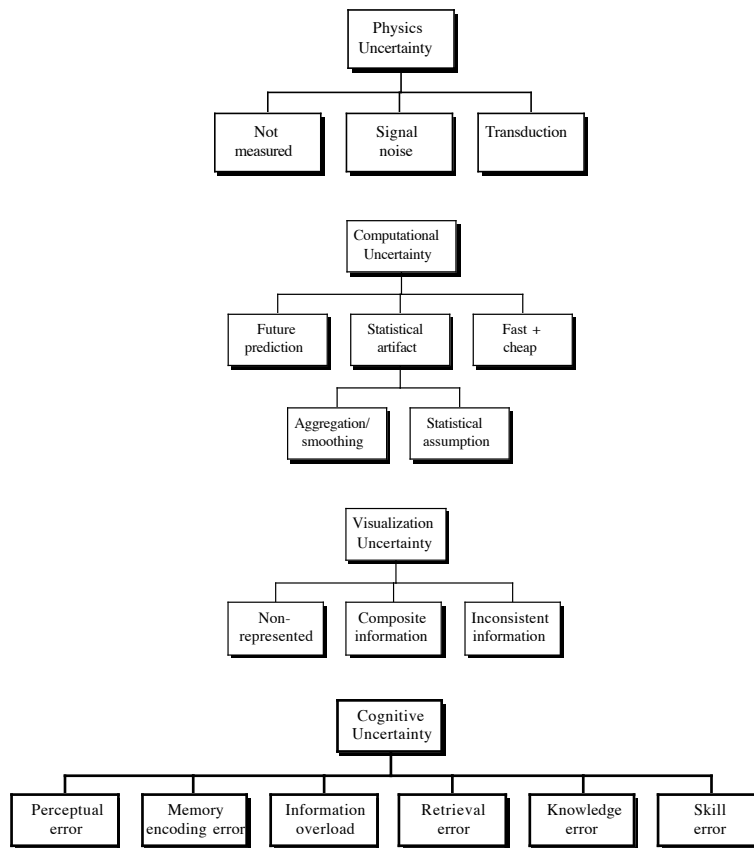 Physics
Uncertainty
Not
measured
Signal
noise
Transduction
Computational
Uncertainty
Future
prediction
Statistical
artifact
Fast +
cheap
Aggregation/
smoothing
Statistical
assumption
Visualization
Uncertainty
Non-
represented
Composite
information
Inconsistent
information
Cognitive
Uncertainty
Perceptual
error
Memory
encoding error
Information
overload
Retrieval
error
Knowledge
error
Skill
error